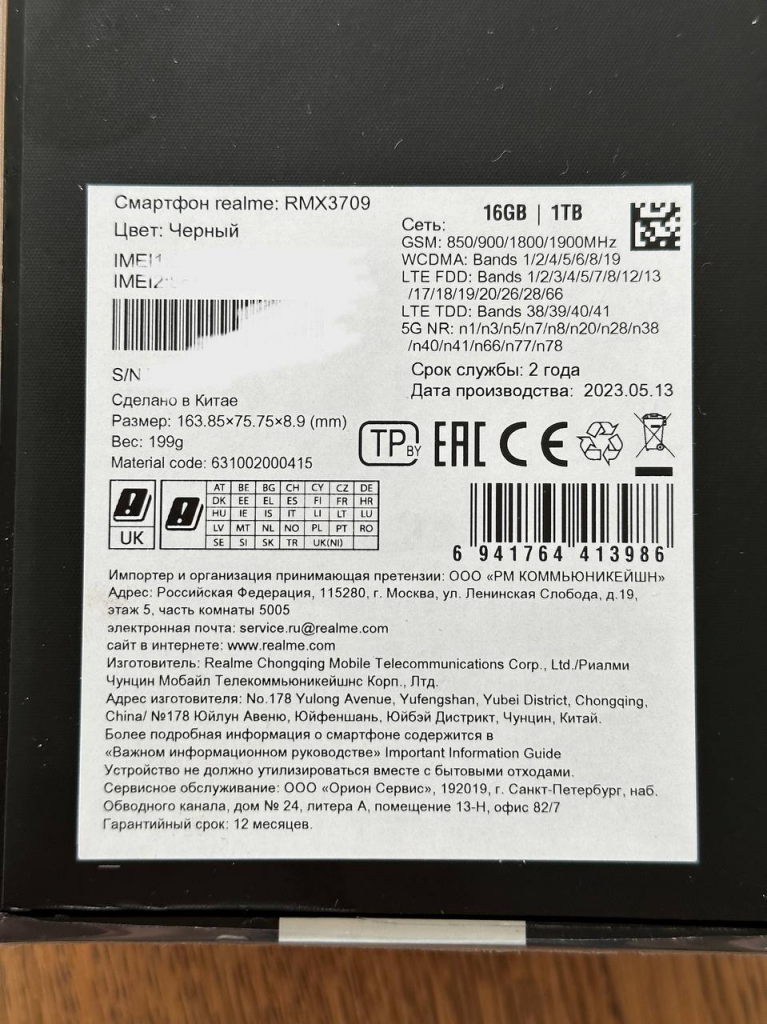 Смартфон realme: RMX3709
Цвет: Черный
IMEI1
IMEI2:
S/N
Сделано в Китае
Размер: 163.85×75.75×8.9 (mm)
Вес: 199g
Material code: 631002000415
16GB | 1TB
Сеть:
GSM: 850/900/1800/1900MHz
WCDMA: Bands 1/2/4/5/6/8/19
LTE FDD: Bands 1/2/3/4/5/7/8/12/13
/17/18/19/20/26/28/66
LTE TDD: Bands 38/39/40/41
5G NR: n1/n3/n5/n7/n8/n20/n28/n38
/n40/n41/n66/n77/n78
Срок службы: 2 года
Дата производства: 2023.05.13
TP BY EAC CE
UK
AT BE BG CH CY CZ DE
DK EE EL ES FI FR HR
HU IE IS IT LI LT LU
LV MT NL NO PL PT RO
SE SI SK TR UK(NI)
6 941764 413986
Импортер и организация принимающая претензии: ООО «РМ КОММЬЮНИКЕЙШН»
Адрес: Российская Федерация, 115280, г. Москва, ул. Ленинская Слобода, д.19,
этаж 5, часть комнаты 5005
электронная почта: service.ru@realme.com
сайт в интернете: www.realme.com
Изготовитель: Realme Chongqing Mobile Telecommunications Corp., Ltd./Риалми
Чунцин Мобайл Телекоммьюникейшнс Корп., Лтд.
Адрес изготовителя: No.178 Yulong Avenue, Yufengshan, Yubei District, Chongqing,
China/ №178 Юйлун Авеню, Юйфеншань, Юйбэй Дистрикт, Чунцин, Китай.
Более подробная информация о смартфоне содержится в
«Важном информационном руководстве» Important Information Guide
Устройство не должно утилизироваться вместе с бытовыми отходами.
Сервисное обслуживание: ООО «Орион Сервис», 192019, г. Санкт-Петербург, наб.
Обводного канала, дом № 24, литера А, помещение 13-Н, офис 82/7
Гарантийный срок: 12 месяцев.